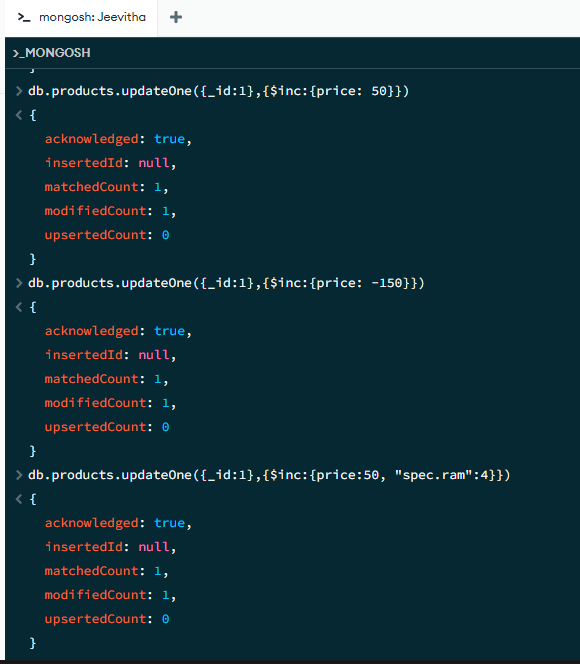 >_ mongosh: Jeevitha +
>_MONGOSH
}
> db.products.updateOne({_id:1},{$inc:{price: 50}})
< {
acknowledged: true,
insertedId: null,
matchedCount: 1,
modifiedCount: 1,
upsertedCount: 0
}
> db.products.updateOne({_id:1},{$inc:{price: -150}})
< {
acknowledged: true,
insertedId: null,
matchedCount: 1,
modifiedCount: 1,
upsertedCount: 0
}
> db.products.updateOne({_id:1},{$inc:{price:50, "spec.ram":4}})
< {
acknowledged: true,
insertedId: null,
matchedCount: 1,
modifiedCount: 1,
upsertedCount: 0
}